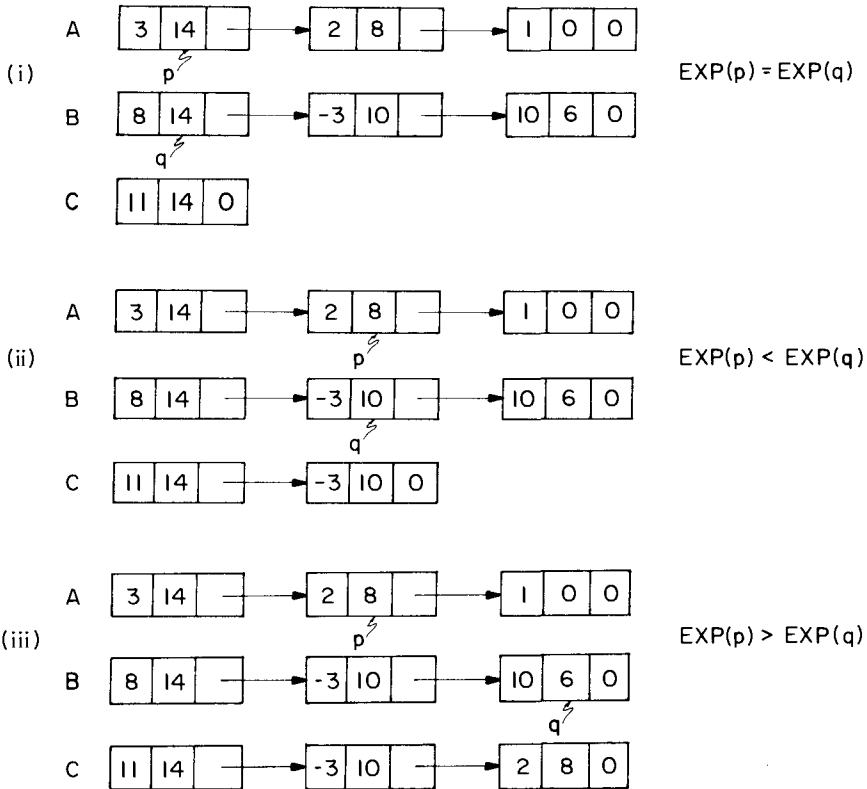 A 3 14 2 8 1 0 0
p
(i) EXP(p) = EXP(q)
B 8 14 -3 10 10 6 0
q
C 11 14 0
A 3 14 2 8 1 0 0
p
(ii) EXP(p) < EXP(q)
B 8 14 -3 10 10 6 0
q
C 11 14 -3 10 0
A 3 14 2 8 1 0 0
p
(iii) EXP(p) > EXP(q)
B 8 14 -3 10 10 6 0
q
C 11 14 -3 10 2 8 0